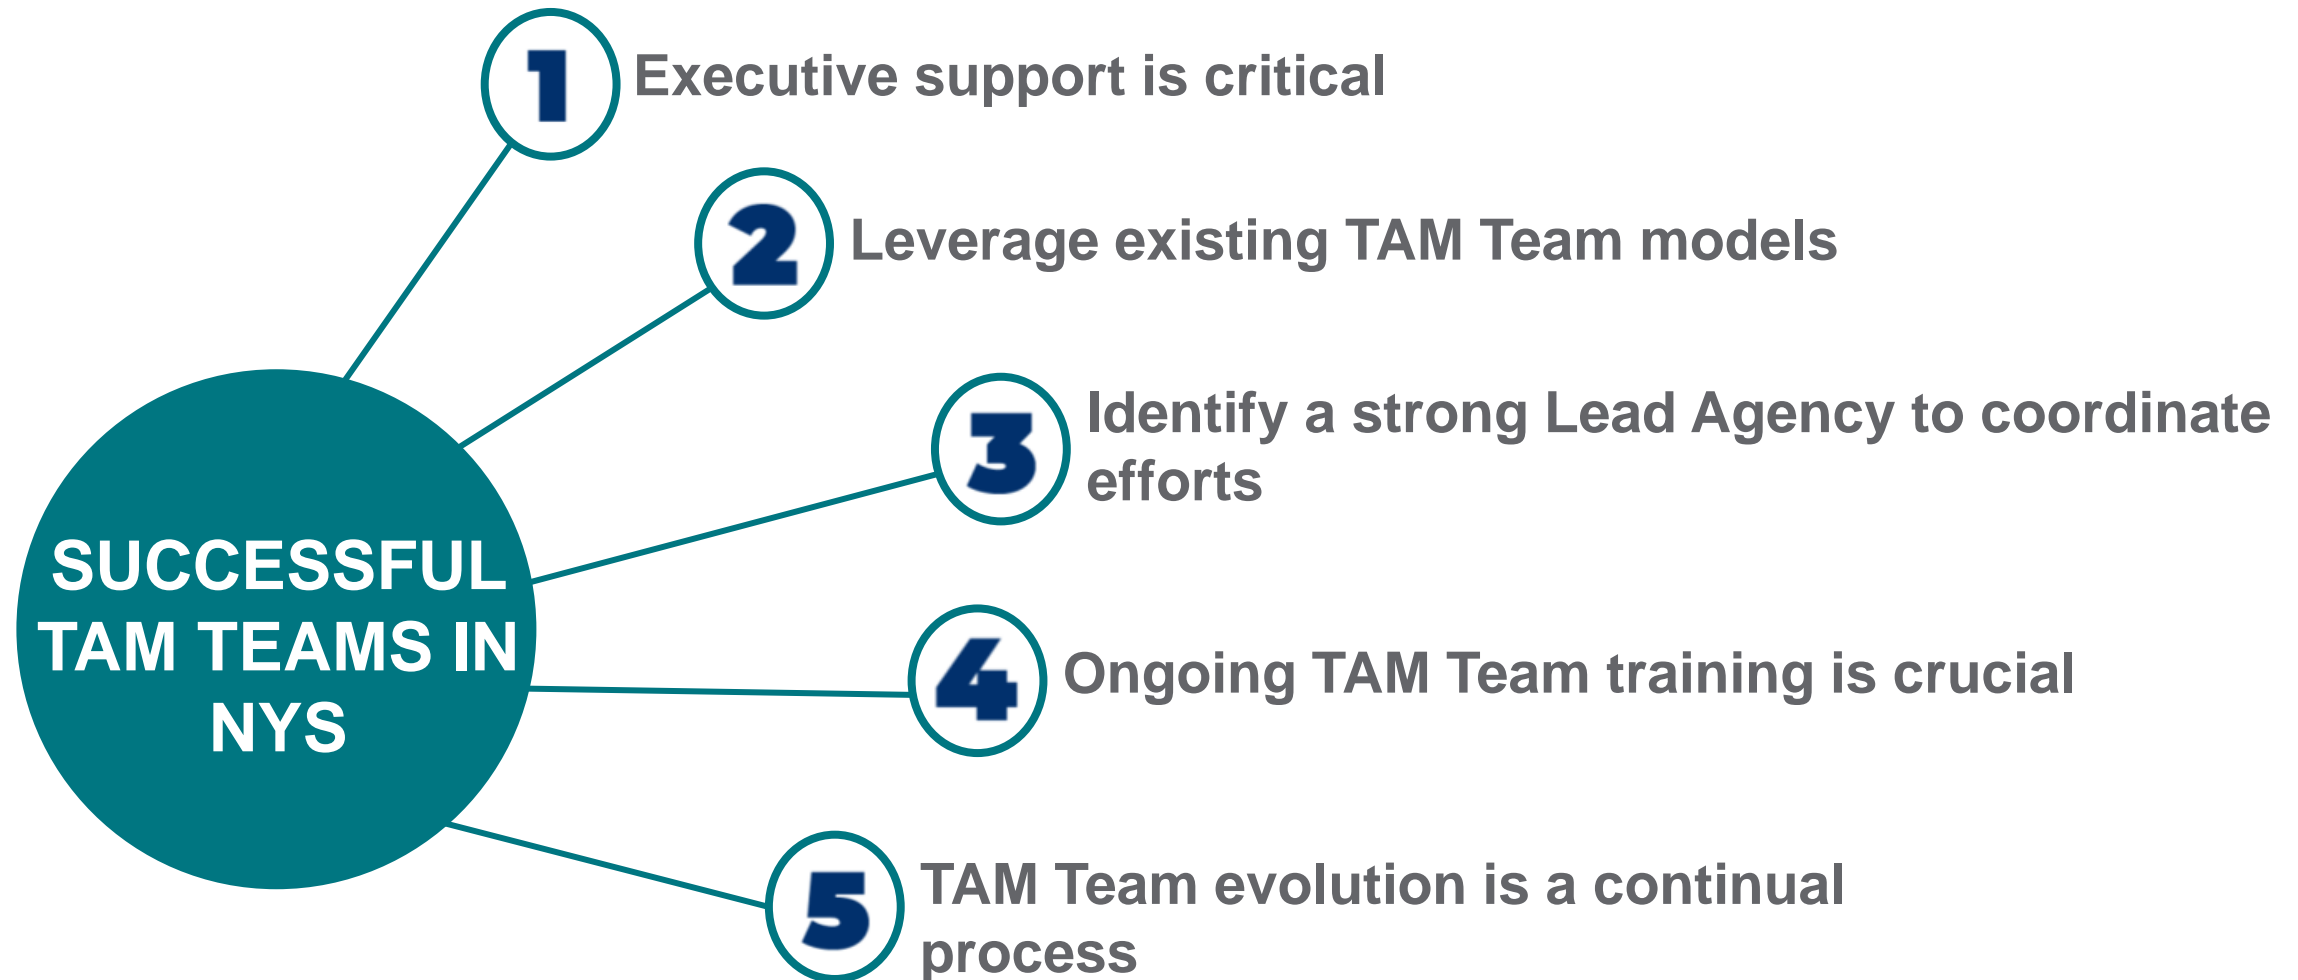 1
Executive support is critical
2
Leverage existing TAM Team models
3
Identify a strong Lead Agency to coordinate
efforts
SUCCESSFUL
TAM TEAMS IN
NYS
4
Ongoing TAM Team training is crucial
5
TAM Team evolution is a continual
process